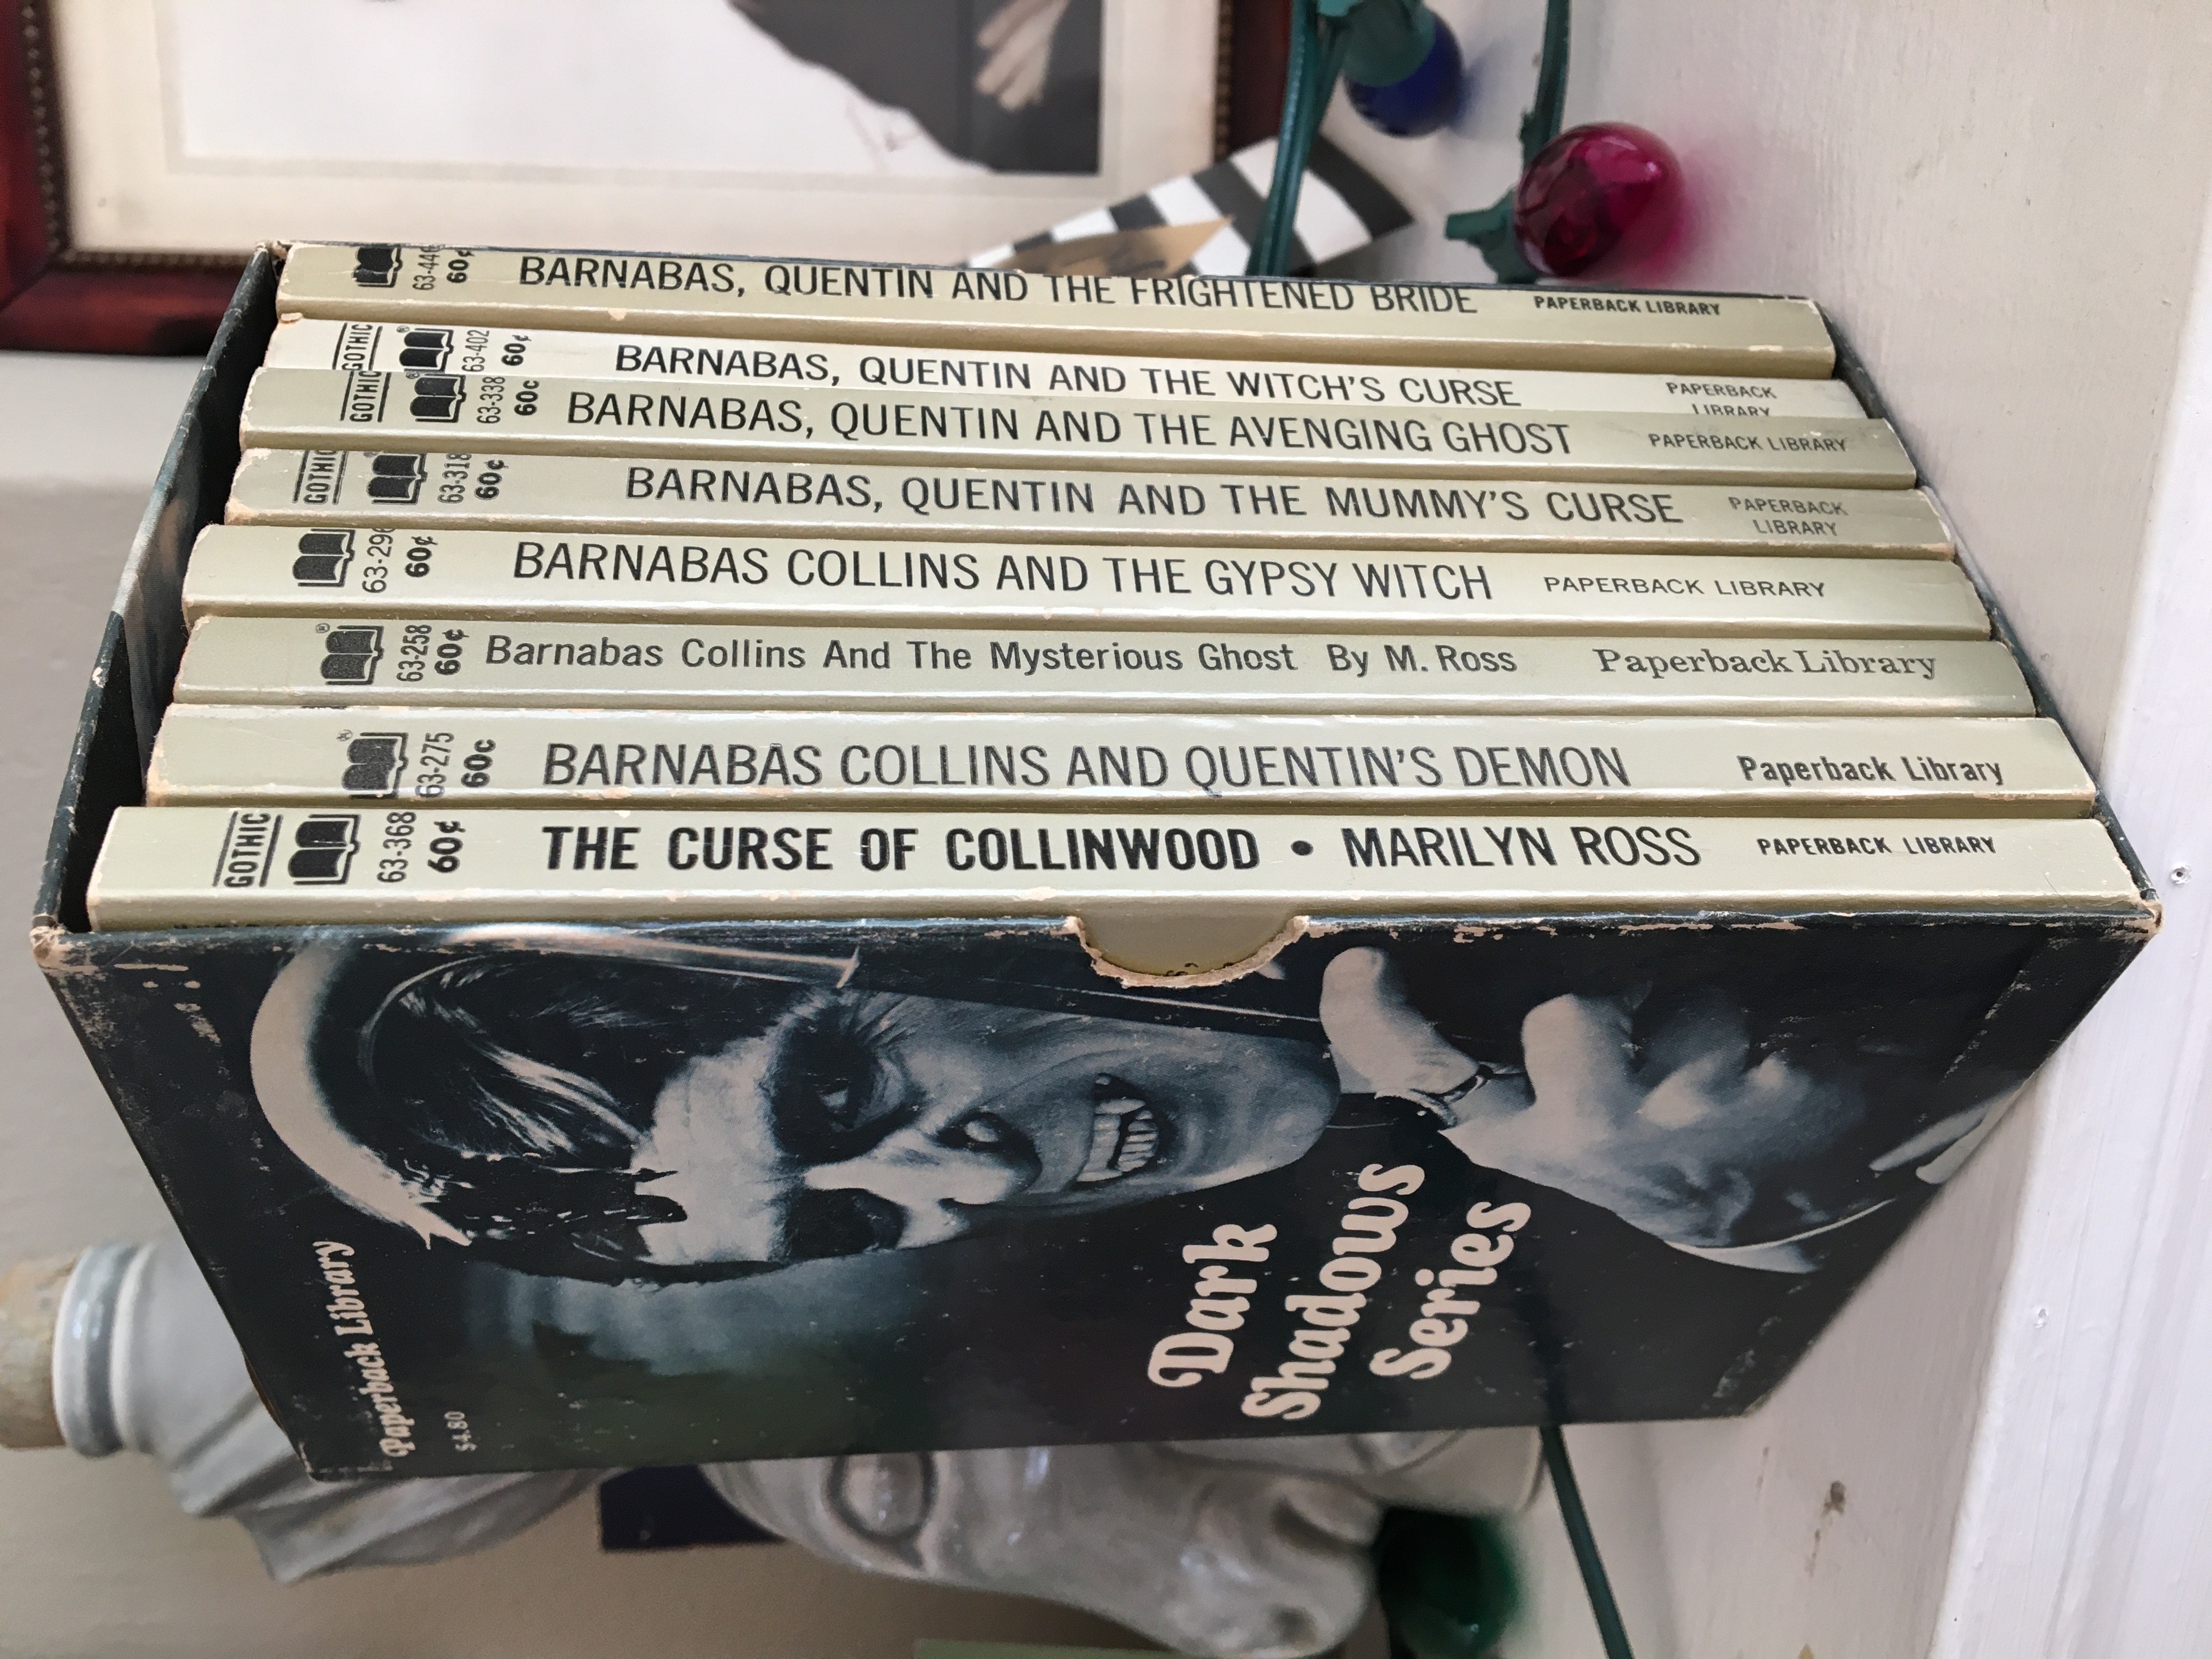 63-446
60¢
BARNABAS, QUENTIN AND THE FRIGHTENED BRIDE
PAPERBACK LIBRARY
GOTHIC
63-402
60¢
BARNABAS, QUENTIN AND THE WITCH'S CURSE
PAPERBACK
LIBRARY
GOTHIC
63-338
60c
BARNABAS, QUENTIN AND THE AVENGING GHOST
PAPERBACK LIBRARY
GOTHIC
63-318
60¢
BARNABAS, QUENTIN AND THE MUMMY'S CURSE
PAPERBACK
LIBRARY
63-296
60¢
BARNABAS COLLINS AND THE GYPSY WITCH
PAPERBACK LIBRARY
63-258
60¢
Barnabas Collins And The Mysterious Ghost By M. Ross
Paperback Library
63-275
60c
BARNABAS COLLINS AND QUENTIN'S DEMON
Paperback Library
GOTHIC
63-368
60¢
THE CURSE OF COLLINWOOD • MARILYN ROSS
PAPERBACK LIBRARY
Paperback Library
$4.80
Dark
Shadows
Series